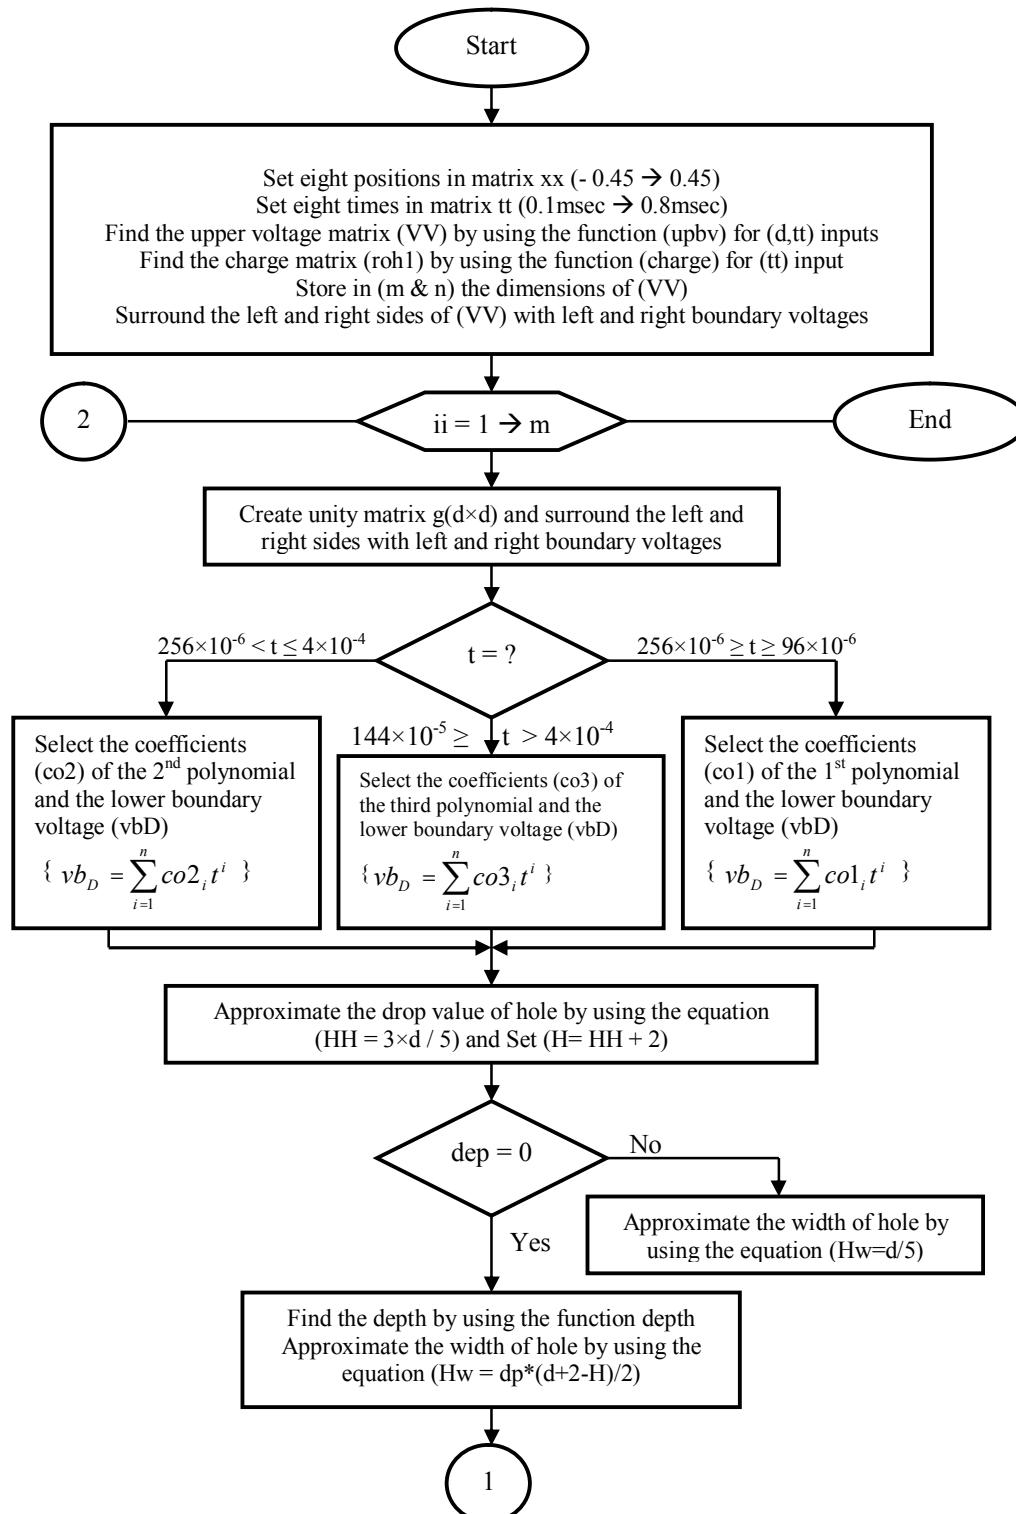 Start
Set eight positions in matrix xx (- 0.45 → 0.45)
Set eight times in matrix tt (0.1msec → 0.8msec)
Find the upper voltage matrix (VV) by using the function (upbv) for (d,tt) inputs
Find the charge matrix (roh1) by using the function (charge) for (tt) input
Store in (m & n) the dimensions of (VV)
Surround the left and right sides of (VV) with left and right boundary voltages
2
ii = 1 → m
End
Create unity matrix g(d×d) and surround the left and
right sides with left and right boundary voltages
256×10⁻⁶ < t ≤ 4×10⁻⁴
t = ?
256×10⁻⁶ ≥ t ≥ 96×10⁻⁶
144×10⁻⁵ ≥ t > 4×10⁻⁴
Select the coefficients
(co2) of the 2ⁿᵈ polynomial
and the lower boundary
voltage (vbD)
{ vb_D = ∑_{i=1}^{n} co2_i t^i }
Select the coefficients (co3) of
the third polynomial and the
lower boundary voltage (vbD)
{ vb_D = ∑_{i=1}^{n} co3_i t^i }
Select the coefficients
(co1) of the 1ˢᵗ polynomial
and the lower boundary
voltage (vbD)
{ vb_D = ∑_{i=1}^{n} co1_i t^i }
Approximate the drop value of hole by using the equation
(HH = 3×d / 5) and Set (H= HH + 2)
dep = 0
No
Yes
Approximate the width of hole by
using the equation (Hw=d/5)
Find the depth by using the function depth
Approximate the width of hole by using the
equation (Hw = dp*(d+2-H)/2)
1